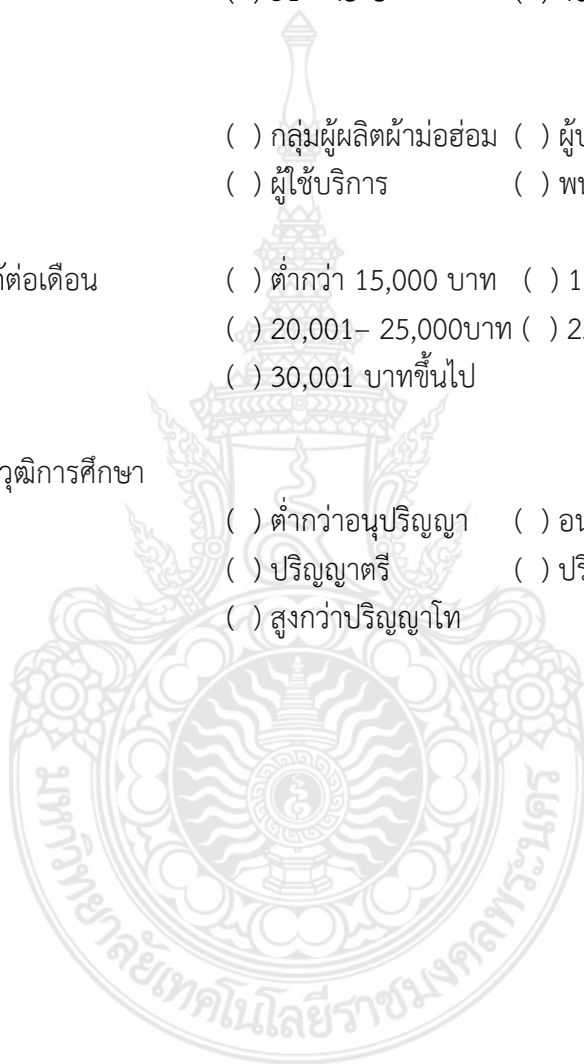 ( ) กลุ่มผู้ผลิตผ้าม่อฮ่อม ( )
( ) ผู้ใช้บริการ ( )
ต่อเดือน ( ) ต่ำกว่า 15,000 บาท ( ) 1
( ) 20,001– 25,000บาท ( ) 2
( ) 30,001 บาทขึ้นไป
วุฒิการศึกษา
( ) ต่ำกว่าอนุปริญญา ( )
( ) ปริญญาตรี ( )
( ) สูงกว่าปริญญาโท
มหาวิทยาลัยเทคโนโลยีราชมงคลพระนคร